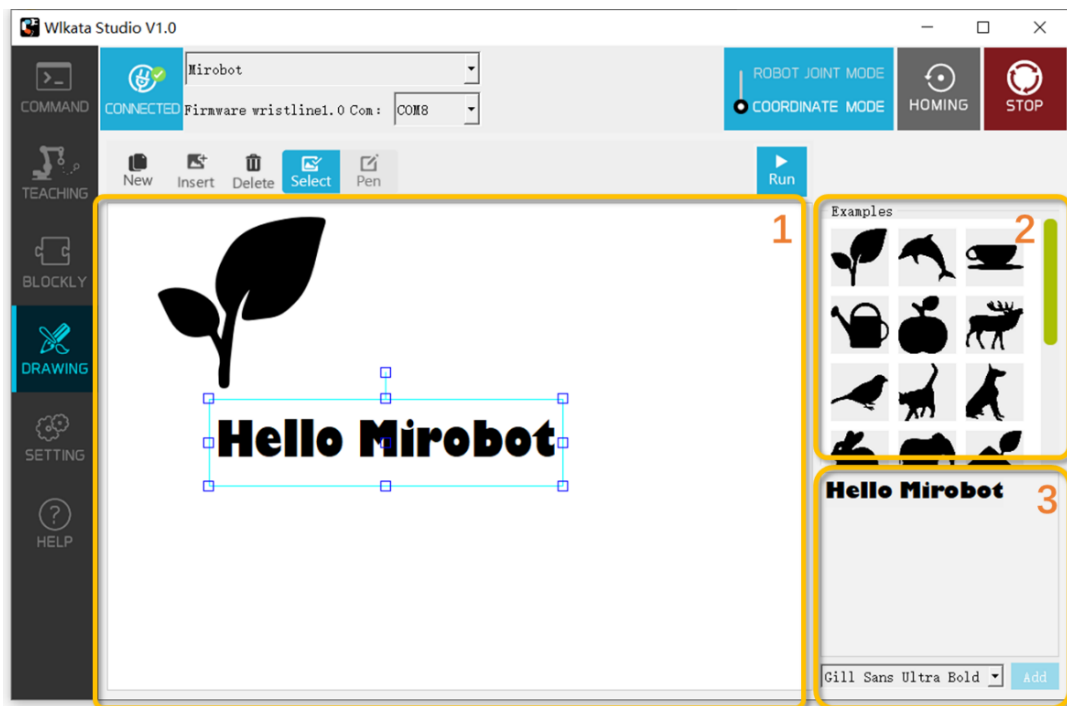 Wlkata Studio V1.0
COMMAND
CONNECTED
Mirobot
Firmware wristline1.0 Com: COM8
ROBOT JOINT MODE
COORDINATE MODE
HOMING
STOP
TEACHING
New Insert Delete Select Pen
Run
BLOCKLY
DRAWING
SETTING
HELP
1
Hello Mirobot
Examples
2
Hello Mirobot
3
Gill Sans Ultra Bold
Add